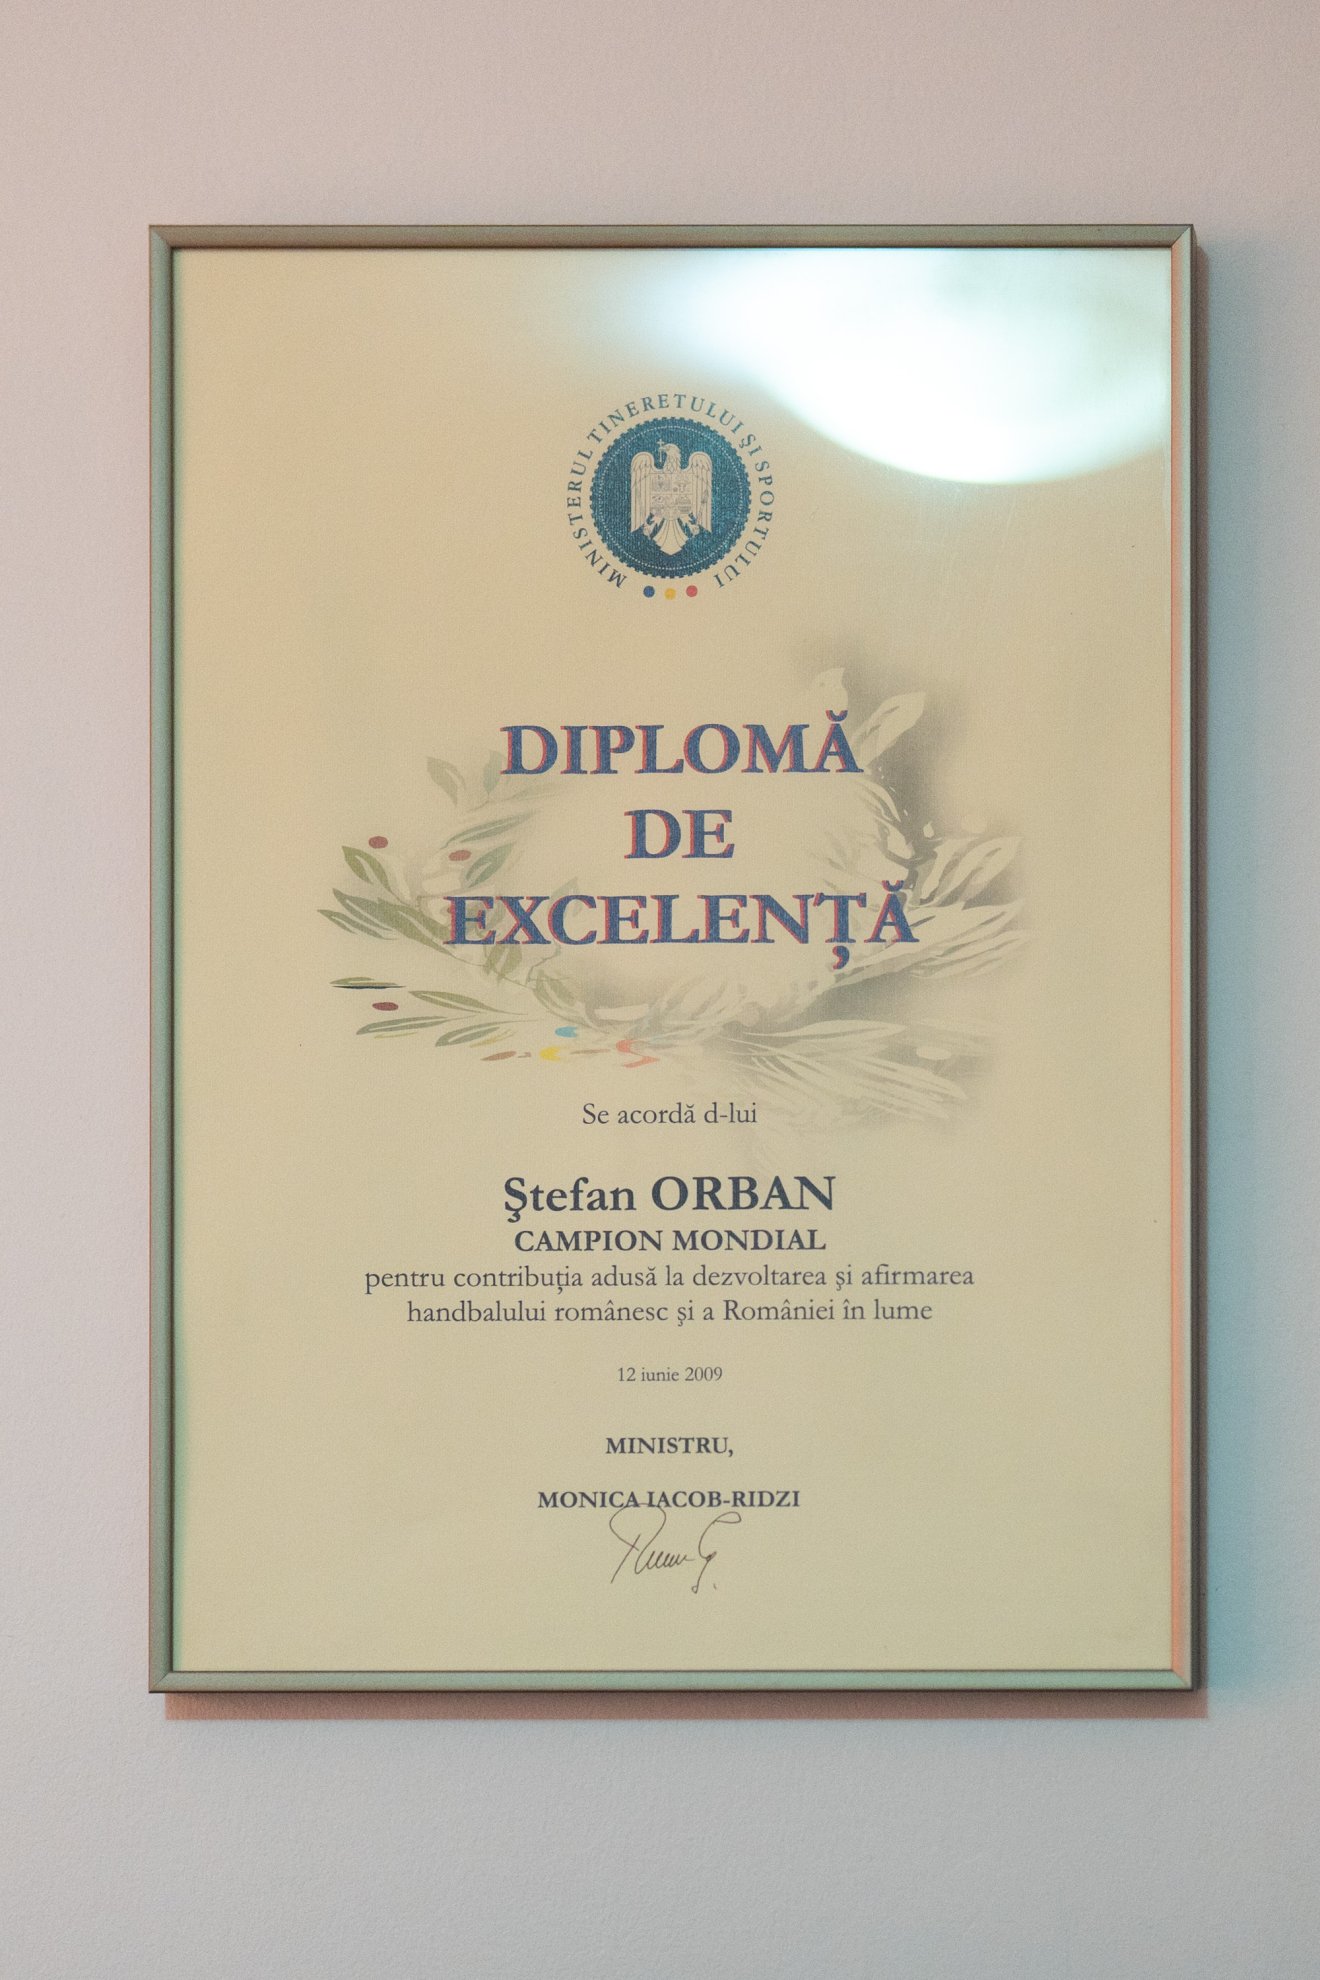 MINISTERUL TINERETULUI ŞI SPORTULUI
DIPLOMĂ
DE
EXCELENȚĂ
Se acordă d-lui
Ştefan ORBAN
CAMPION MONDIAL
pentru contribuția adusă la dezvoltarea şi afirmarea
handbalului românesc şi a României în lume
12 iunie 2009
MINISTRU,
MONICA IACOB-RIDZI